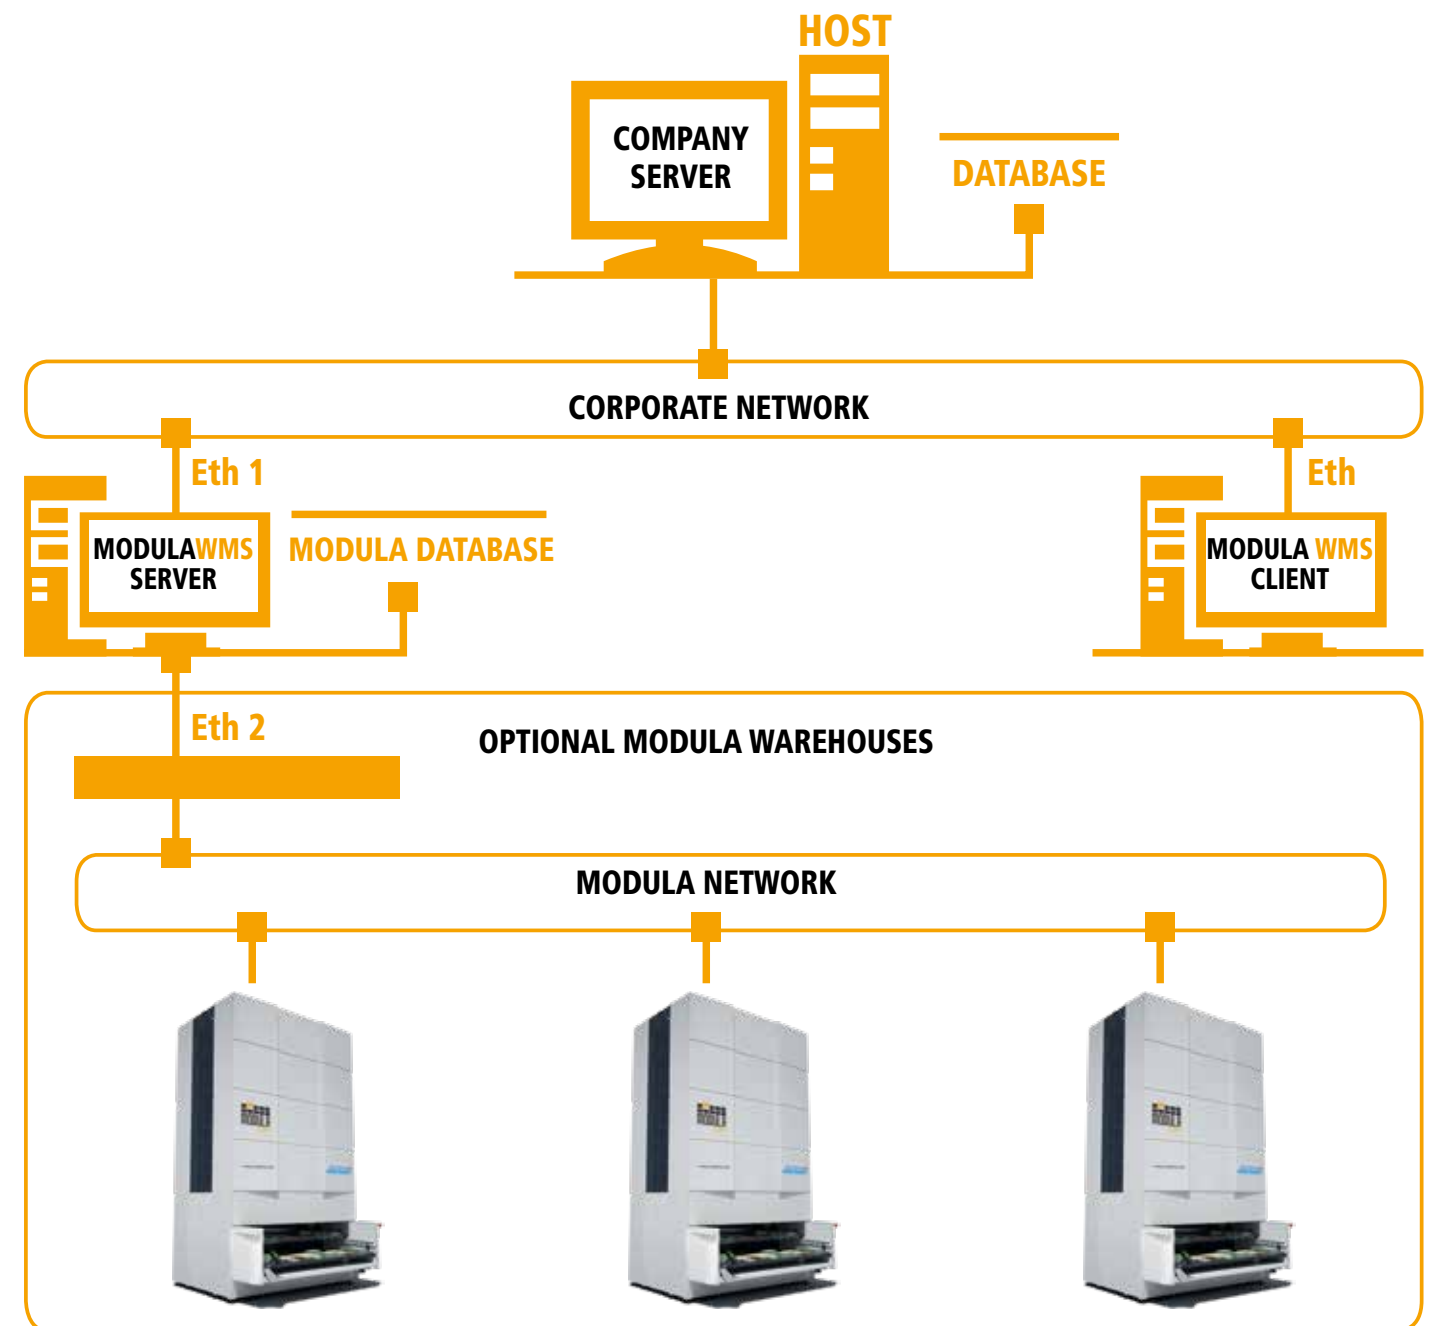 HOST
COMPANY
SERVER
DATABASE
CORPORATE NETWORK
Eth 1
Eth
MODULAWMS
SERVER
MODULA DATABASE
MODULA WMS
CLIENT
Eth 2
OPTIONAL MODULA WAREHOUSES
MODULA NETWORK